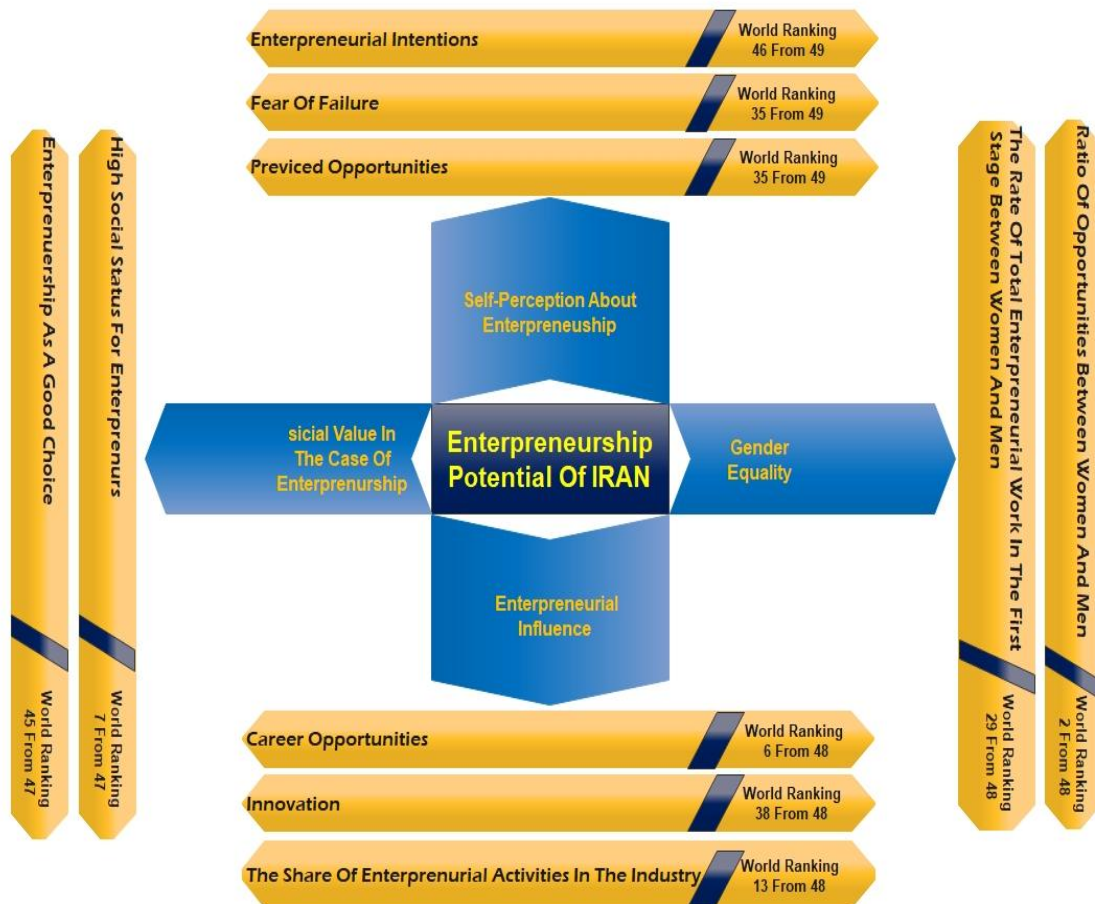 Enterpreneurial Intentions
World Ranking
46 From 49
Fear Of Failure
World Ranking
35 From 49
Previced Opportunities
World Ranking
35 From 49
Enterprenuership As A Good Choice
World Ranking
45 From 47
High Social Status For Enterprenurs
World Ranking
7 From 47
Self-Perception About
Enterpreneuship
sicial Value In
The Case Of
Enterprenurship
Enterpreneurship
Potential Of IRAN
Gender
Equality
Enterpreneurial
Influence
The Rate Of Total Enterpreneurial Work In The First
Stage Between Women And Men
World Ranking
29 From 48
Ratio Of Opportunities Between Women And Men
World Ranking
2 From 48
Career Opportunities
World Ranking
6 From 48
Innovation
World Ranking
38 From 48
The Share Of Enterprenurial Activities In The Industry
World Ranking
13 From 48